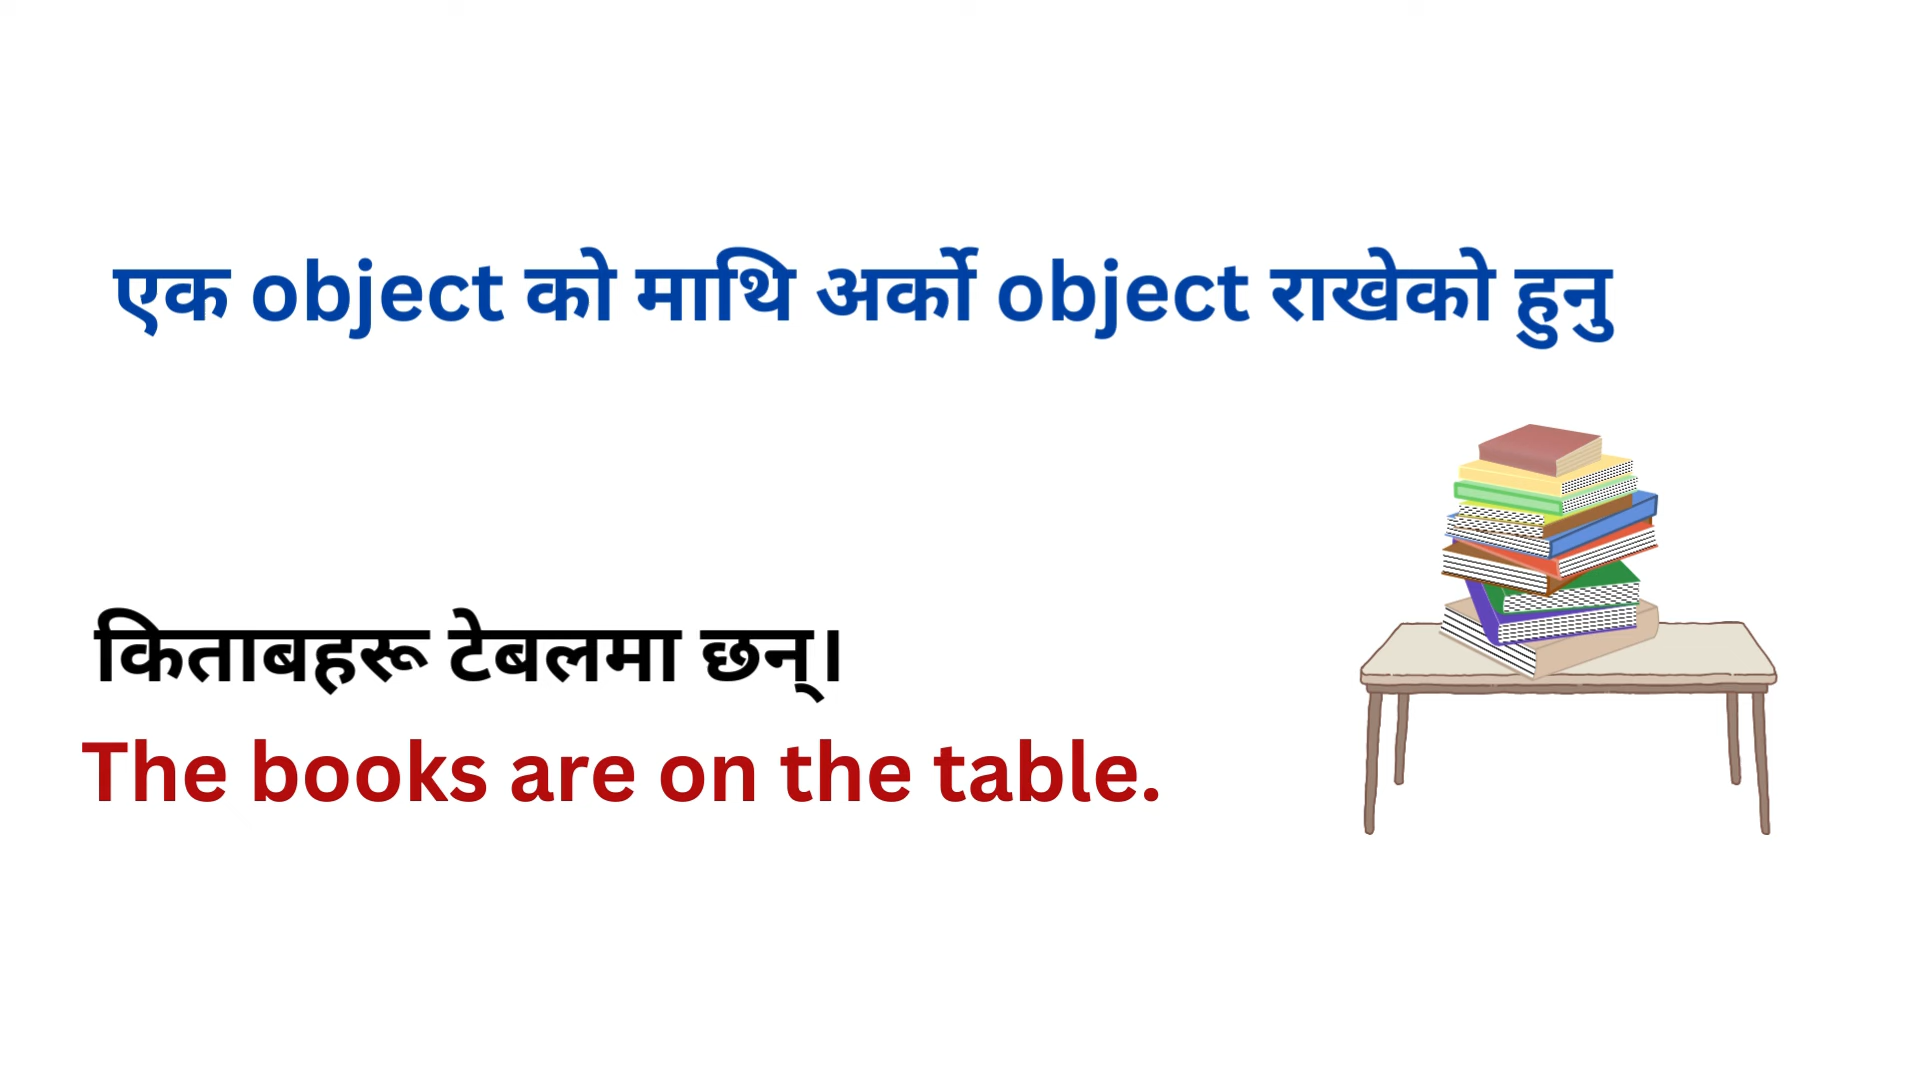 एक object को माथि अर्को object राखेको हुनु
किताबहरू टेबलमा छन्।
The books are on the table.